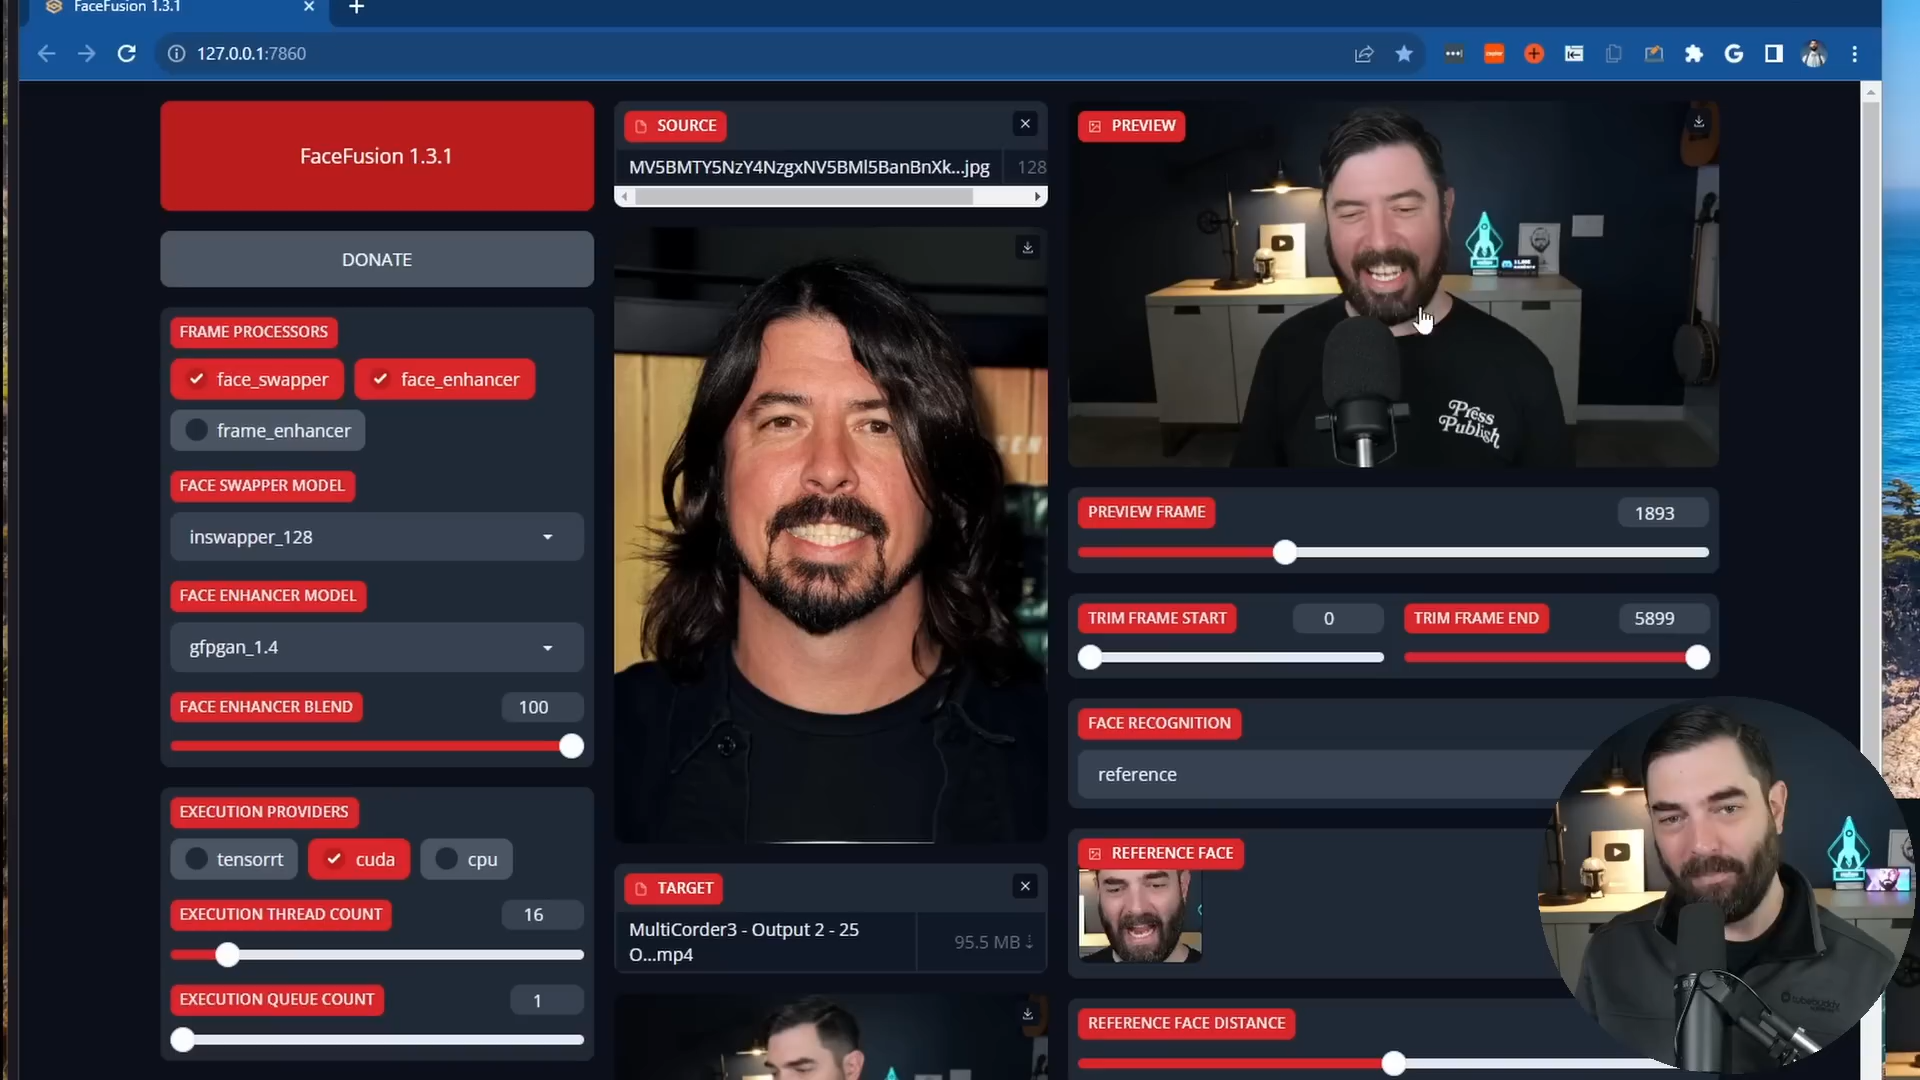 FaceFusion 1.3.1
127.0.0.1:7860
FaceFusion 1.3.1
DONATE
FRAME PROCESSORS
face_swapper
face_enhancer
frame_enhancer
FACE SWAPPER MODEL
inswapper_128
FACE ENHANCER MODEL
gfpgan_1.4
FACE ENHANCER BLEND
100
EXECUTION PROVIDERS
tensorrt
cuda
cpu
EXECUTION THREAD COUNT
16
EXECUTION QUEUE COUNT
1
SOURCE
MV5BMTY5NzY4NzgxNV5BMl5BanBnXk...jpg
128
TARGET
MultiCorder3 - Output 2 - 25
O...mp4
95.5 MB ↓
PREVIEW
Press
Publish
PREVIEW FRAME
1893
TRIM FRAME START
0
TRIM FRAME END
5899
FACE RECOGNITION
reference
REFERENCE FACE
REFERENCE FACE DISTANCE
tubebuddy